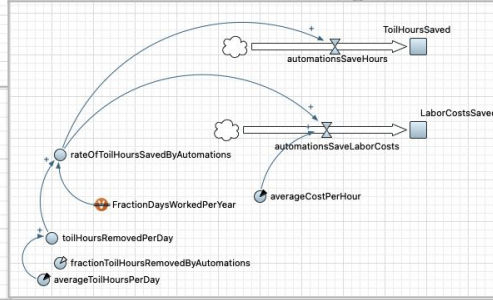 ToilHoursSaved
automationsSaveHours
LaborCostsSaved
automationsSaveLaborCosts
rateOfToilHoursSavedByAutomations
averageCostPerHour
FractionDaysWorkedPerYear
toilHoursRemovedPerDay
fractionToilHoursRemovedByAutomations
averageToilHoursPerDay